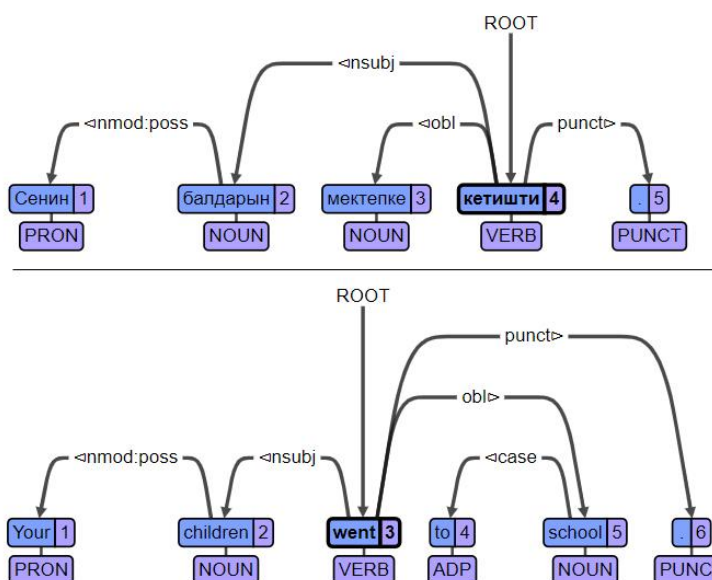 ROOT
◅nsubj
◅nmod:poss ◅obl punct▻
Сенин 1 балдарын 2 мектепке 3 кетишти 4 . 5
PRON NOUN NOUN VERB PUNCT
ROOT
punct▻
obl▻
◅nmod:poss ◅nsubj ◅case
Your 1 children 2 went 3 to 4 school 5 . 6
PRON NOUN VERB ADP NOUN PUNC